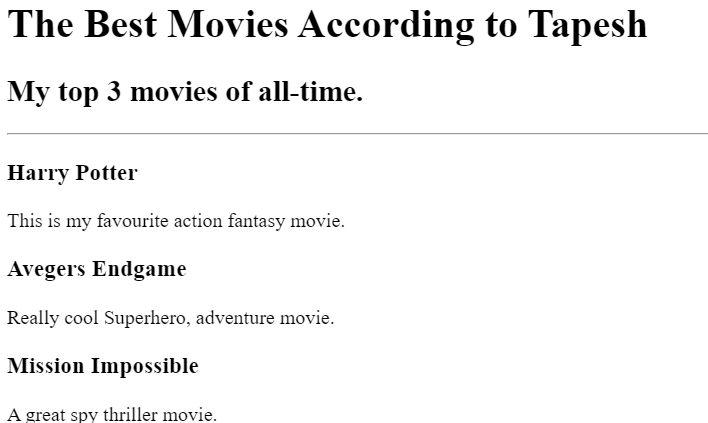 The Best Movies According to Tapesh
My top 3 movies of all-time.
Harry Potter
This is my favourite action fantasy movie.
Avegers Endgame
Really cool Superhero, adventure movie.
Mission Impossible
A great spy thriller movie.